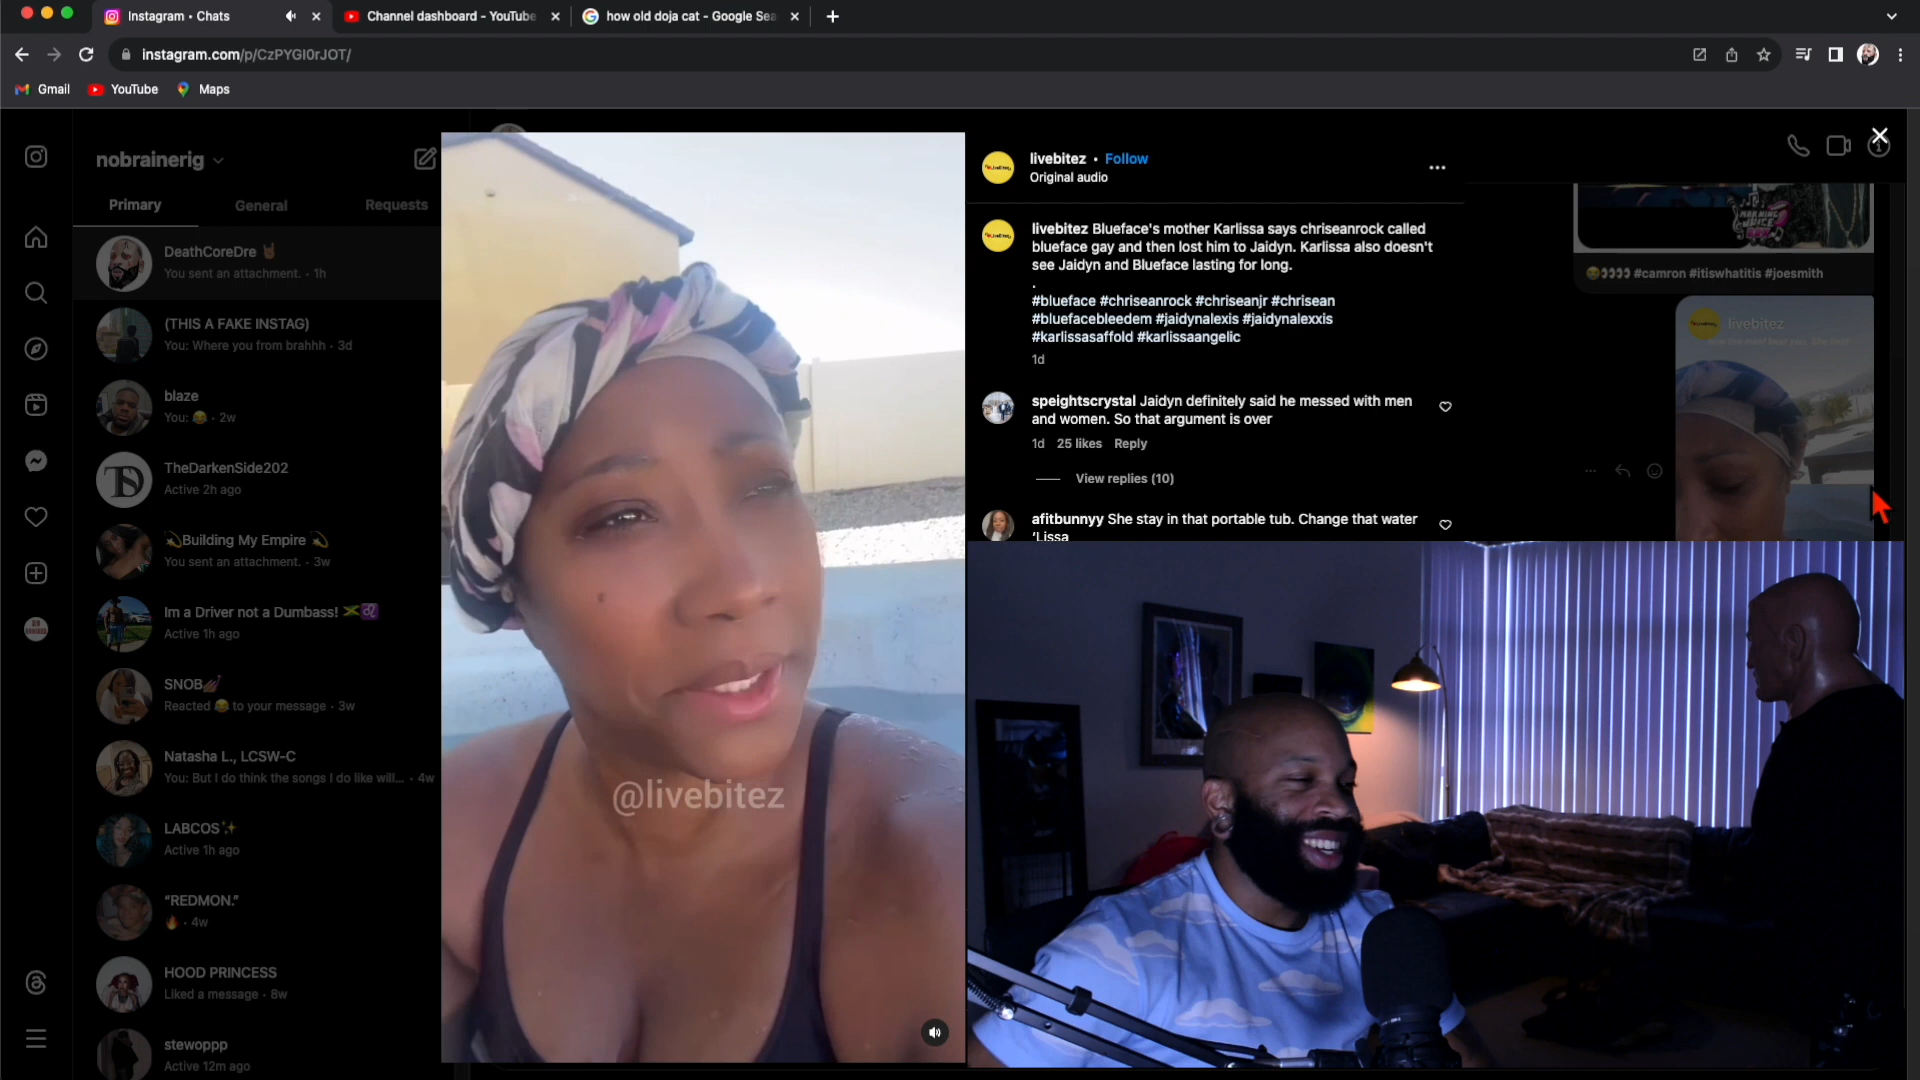 Instagram • Chats
Channel dashboard - YouTube
how old doja cat - Google Sea
instagram.com/p/CzPYGI0rJOT/
Gmail
YouTube
Maps
nobrainerig
Primary
General
Requests
DeathCoreDre 🤘🏾
You sent an attachment. · 1h
(THIS A FAKE INSTAG)
You: Where you from brahhh · 3d
blaze
You: 😂 · 2w
TheDarkenSide202
Active 2h ago
💫Building My Empire 💫
You sent an attachment. · 3w
Im a Driver not a Dumbass! 🇯🇲♌
Active 1h ago
SNOB💅🏾
Reacted 😂 to your message · 3w
Natasha L., LCSW-C
You: But I do think the songs I do like will... · 4w
LABCOS✨
Active 1h ago
“REDMON.”
🔥 · 4w
HOOD PRINCESS
Liked a message · 8w
stewoppp
Active 12m ago
@livebitez
livebitez • Follow
Original audio
livebitez Blueface's mother Karlissa says chriseanrock called
blueface gay and then lost him to Jaidyn. Karlissa also doesn't
see Jaidyn and Blueface lasting for long.
.
#blueface #chriseanrock #chriseanjr #chrisean
#bluefacebleedem #jaidynalexis #jaidynalexxis
#karlissasaffold #karlissaangelic
1d
speightscrystal Jaidyn definitely said he messed with men
and women. So that argument is over
1d 25 likes Reply
View replies (10)
afitbunnyy She stay in that portable tub. Change that water
‘Lissa
😭💀💀💀💀 #camron #itiswhatitis #joesmith
livebitez